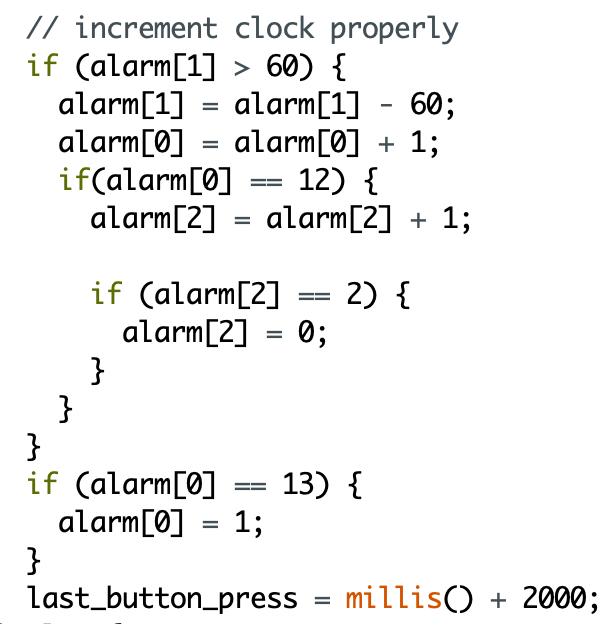 // increment clock properly
if (alarm[1] > 60) {
alarm[1] = alarm[1] - 60;
alarm[0] = alarm[0] + 1;
if(alarm[0] == 12) {
alarm[2] = alarm[2] + 1;
if (alarm[2] == 2) {
alarm[2] = 0;
}
}
}
if (alarm[0] == 13) {
alarm[0] = 1;
}
last_button_press = millis() + 2000;